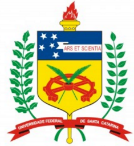 ARS ET SCIENTIA
UNIVERSIDADE FEDERAL DE SANTA CATARINA